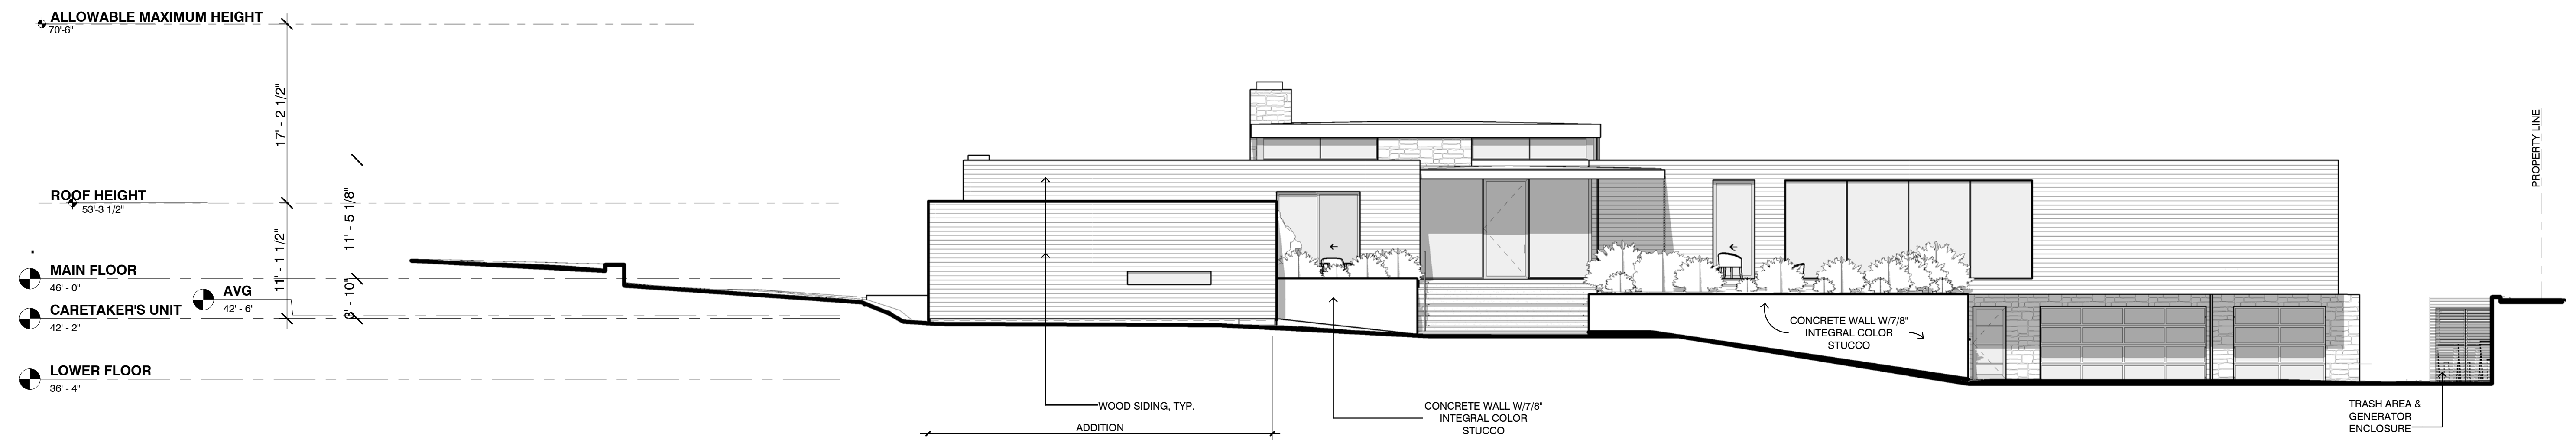 ALLOWABLE MAXIMUM HEIGHT
70'-6"
17' - 2 1/2"
ROOF HEIGHT
53'-3 1/2"
11' - 5 1/8"
11' - 1 1/2"
MAIN FLOOR
46' - 0"
AVG
42' - 6"
3' - 10"
CARETAKER'S UNIT
42' - 2"
LOWER FLOOR
36' - 4"
WOOD SIDING, TYP.
ADDITION
CONCRETE WALL W/7/8"
INTEGRAL COLOR
STUCCO
CONCRETE WALL W/7/8"
INTEGRAL COLOR
STUCCO
PROPERTY LINE
TRASH AREA &
GENERATOR
ENCLOSURE